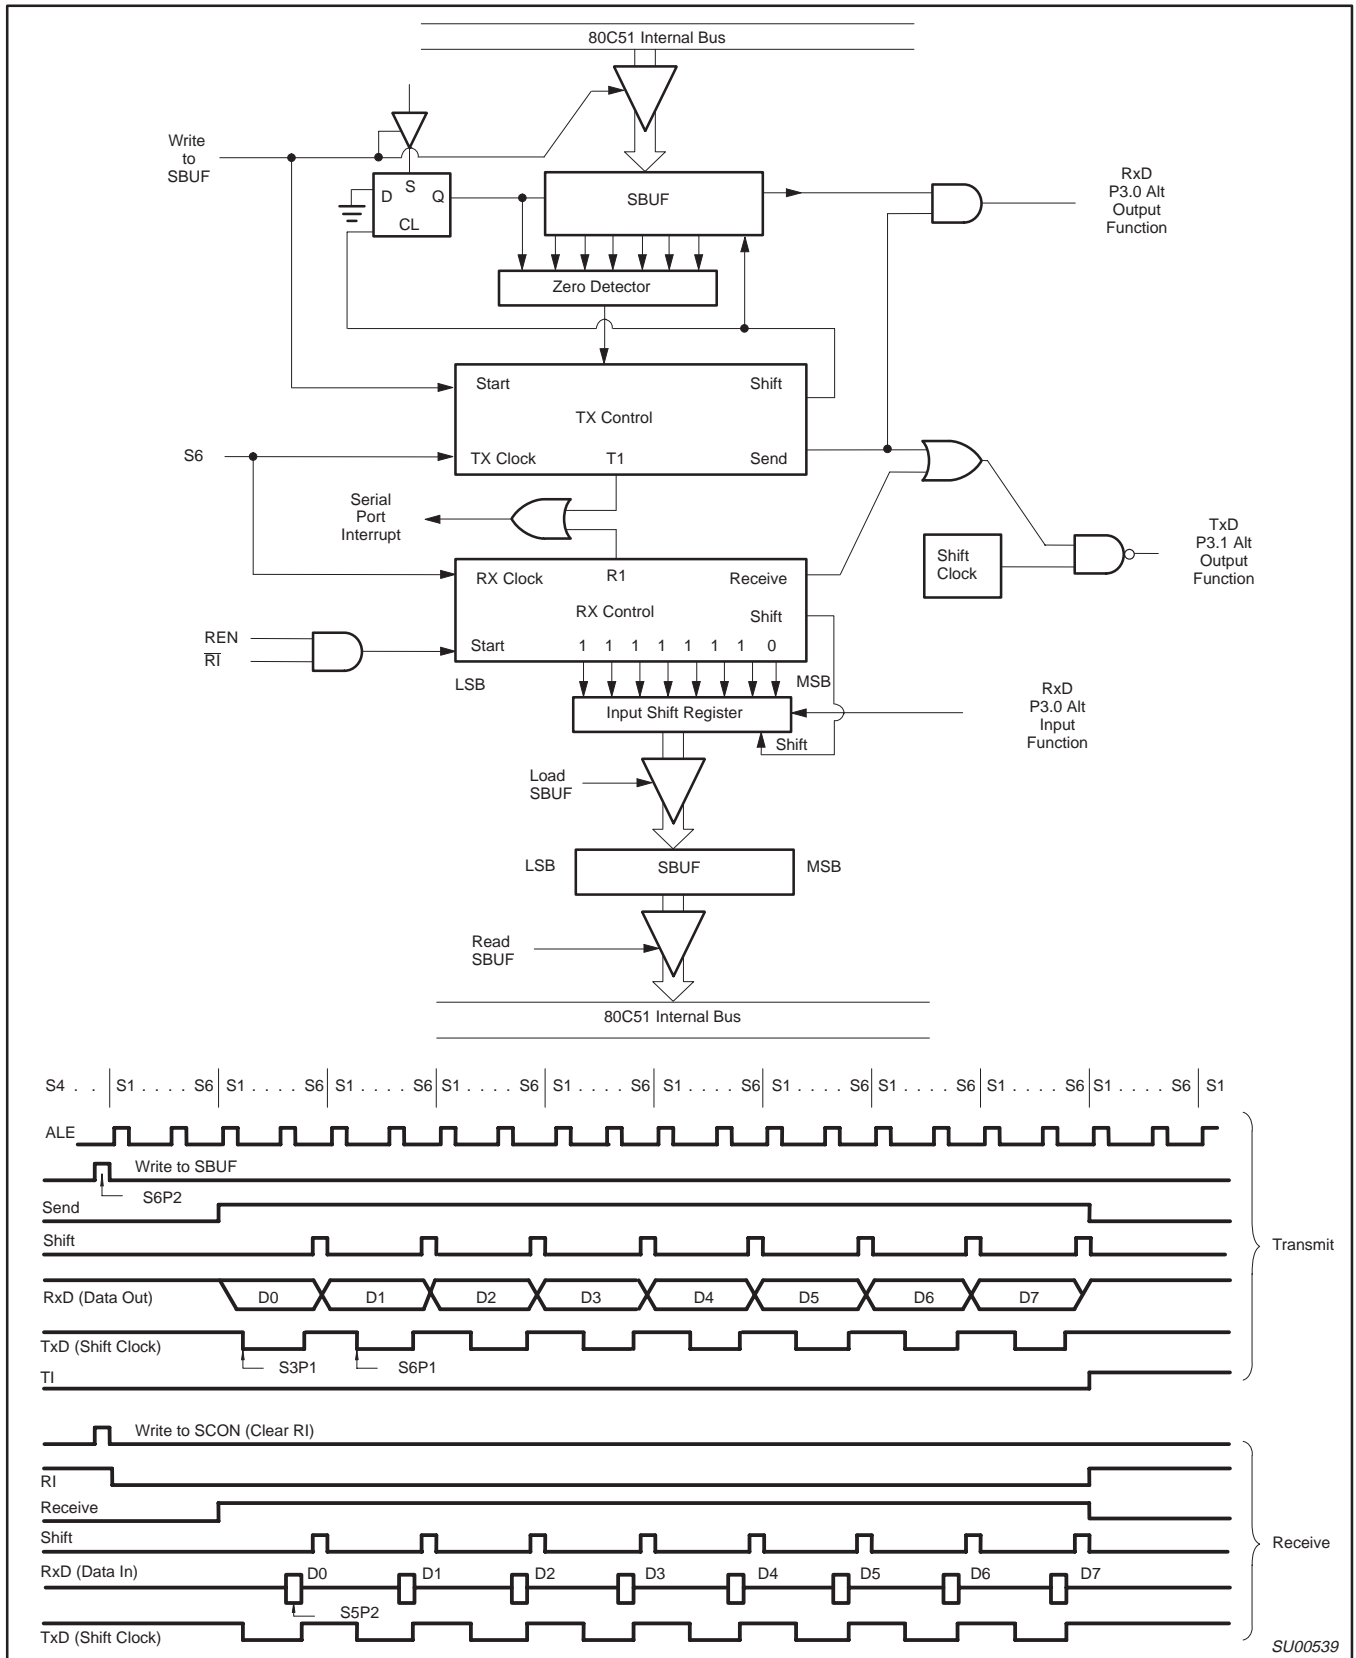 80C51 Internal Bus
Write
to
SBUF
D
S
Q
CL
SBUF
RxD
P3.0 Alt
Output
Function
Zero Detector
Start
Shift
TX Control
S6
TX Clock
T1
Send
Serial
Port
Interrupt
Shift
Clock
TxD
P3.1 Alt
Output
Function
RX Clock
R1
Receive
RX Control
Shift
REN
RI
Start
1 1 1 1 1 1 1 0
LSB
MSB
Input Shift Register
RxD
P3.0 Alt
Input
Function
Shift
Load
SBUF
LSB
SBUF
MSB
Read
SBUF
80C51 Internal Bus
S4 . . S1 . . . . S6 S1 . . . . S6 S1 . . . . S6 S1 . . . . S6 S1 . . . . S6 S1 . . . . S6 S1 . . . . S6 S1 . . . . S6 S1 . . . . S6 S1 . . . . S6 S1
ALE
Write to SBUF
S6P2
Send
Shift
Transmit
RxD (Data Out) D0 D1 D2 D3 D4 D5 D6 D7
TxD (Shift Clock)
S3P1 S6P1
TI
Write to SCON (Clear RI)
RI
Receive
Shift
Receive
RxD (Data In) D0 D1 D2 D3 D4 D5 D6 D7
S5P2
TxD (Shift Clock)
SU00539